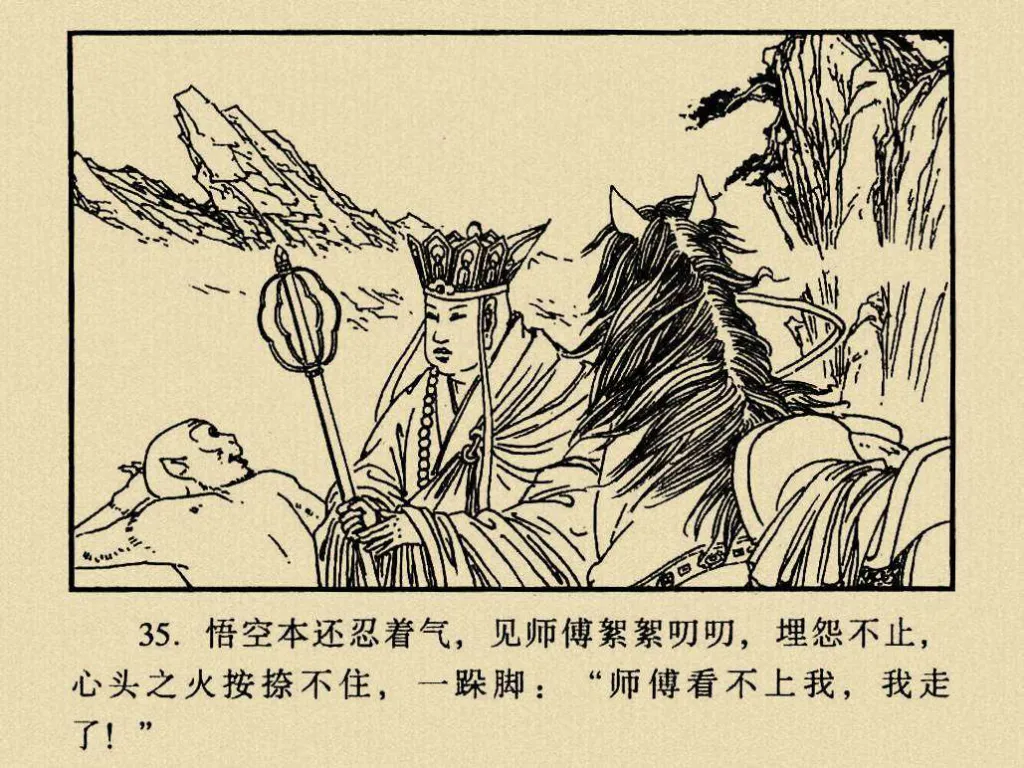 35. 悟空本还忍着气，见师傅絮絮叨叨，埋怨不止，
心头之火按捺不住，一跺脚：“师傅看不上我，我走
了！”